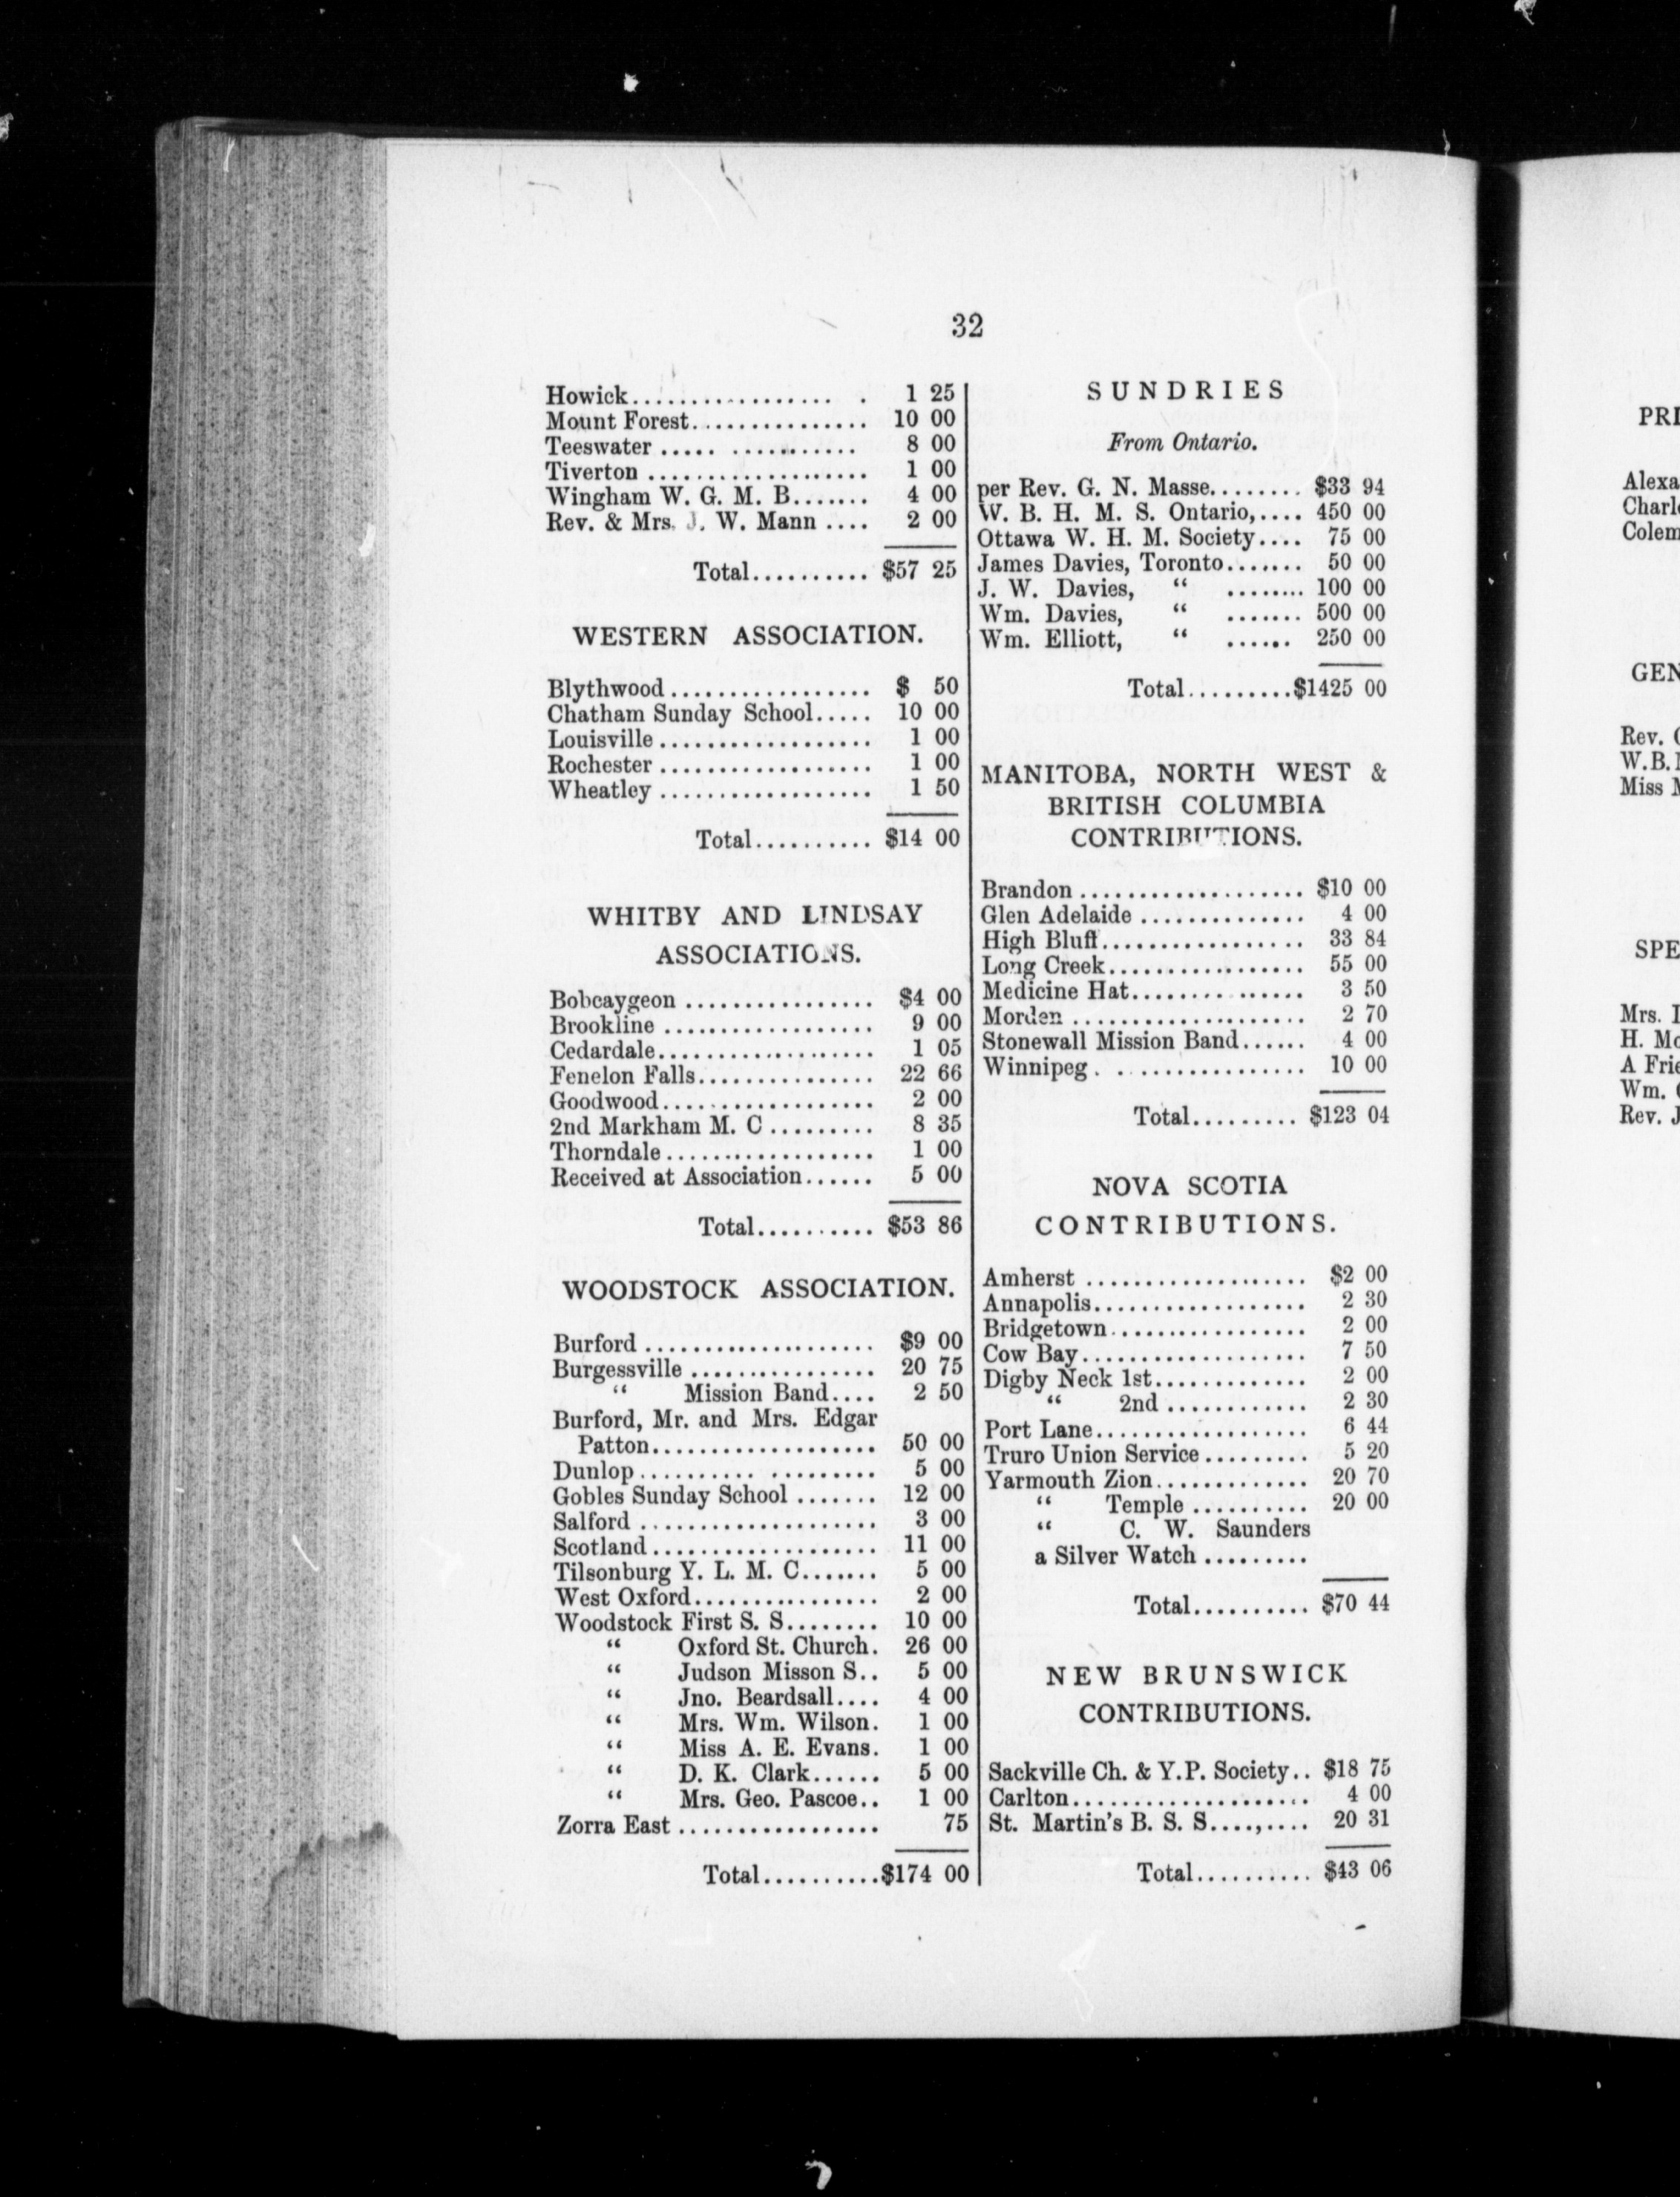 32
Howick.................. . 1 25
Mount Forest............... 10 00
Teeswater ..... ........... 8 00
Tiverton ................... 1 00
Wingham W. G. M. B....... 4 00
Rev. & Mrs. J. W. Mann .... 2 00
Total.......... $57 25
WESTERN ASSOCIATION.
Blythwood ................. $ 50
Chatham Sunday School..... 10 00
Louisville .................. 1 00
Rochester .................. 1 00
Wheatley .................. 1 50
Total.......... $14 00
WHITBY AND LINDSAY
ASSOCIATIONS.
Bobcaygeon ................ $4 00
Brookline .................. 9 00
Cedardale................... 1 05
Fenelon Falls............... 22 66
Goodwood................... 2 00
2nd Markham M. C ......... 8 35
Thorndale .................. 1 00
Received at Association...... 5 00
Total.......... $53 86
WOODSTOCK ASSOCIATION.
Burford .................... $9 00
Burgessville ................ 20 75
“ Mission Band.... 2 50
Burford, Mr. and Mrs. Edgar
Patton................... 50 00
Dunlop .......... ......... 5 00
Gobles Sunday School ....... 12 00
Salford .................... 3 00
Scotland ................... 11 00
Tilsonburg Y. L. M. C....... 5 00
West Oxford................ 2 00
Woodstock First S. S........ 10 00
“ Oxford St. Church. 26 00
“ Judson Misson S.. 5 00
“ Jno. Beardsall.... 4 00
“ Mrs. Wm. Wilson. 1 00
“ Miss A. E. Evans. 1 00
“ D. K. Clark...... 5 00
“ Mrs. Geo. Pascoe.. 1 00
Zorra East ................. 75
Total..........$174 00
SUNDRIES
From Ontario.
per Rev. G. N. Masse........ $33 94
W. B. H. M. S. Ontario,.... 450 00
Ottawa W. H. M. Society.... 75 00
James Davies, Toronto....... 50 00
J. W. Davies, “ ........ 100 00
Wm. Davies, “ ....... 500 00
Wm. Elliott, “ ...... 250 00
Total.........$1425 00
MANITOBA, NORTH WEST &
BRITISH COLUMBIA
CONTRIBUTIONS.
Brandon ................... $10 00
Glen Adelaide .............. 4 00
High Bluff................. 33 84
Long Creek................. 55 00
Medicine Hat........ ...... 3 50
Morden .................... 2 70
Stonewall Mission Band...... 4 00
Winnipeg. ................. 10 00
Total......... $123 04
NOVA SCOTIA
CONTRIBUTIONS.
Amherst ................... $2 00
Annapolis.................. 2 30
Bridgetown................. 2 00
Cow Bay................... 7 50
Digby Neck 1st............. 2 00
“ 2nd ............ 2 30
Port Lane.................. 6 44
Truro Union Service ......... 5 20
Yarmouth Zion............. 20 70
“ Temple .......... 20 00
“ C. W. Saunders
a Silver Watch .........
Total.......... $70 44
NEW BRUNSWICK
CONTRIBUTIONS.
Sackville Ch. & Y.P. Society.. $18 75
Carlton.................... 4 00
St. Martin's B. S. S....,.... 20 31
Total.......... $43 06
PRI
Alexa
Charl
Colem
GEN
Rev.
W.B.
Miss
SPE
Mrs.
H. Mc
A Frie
Wm.
Rev. J